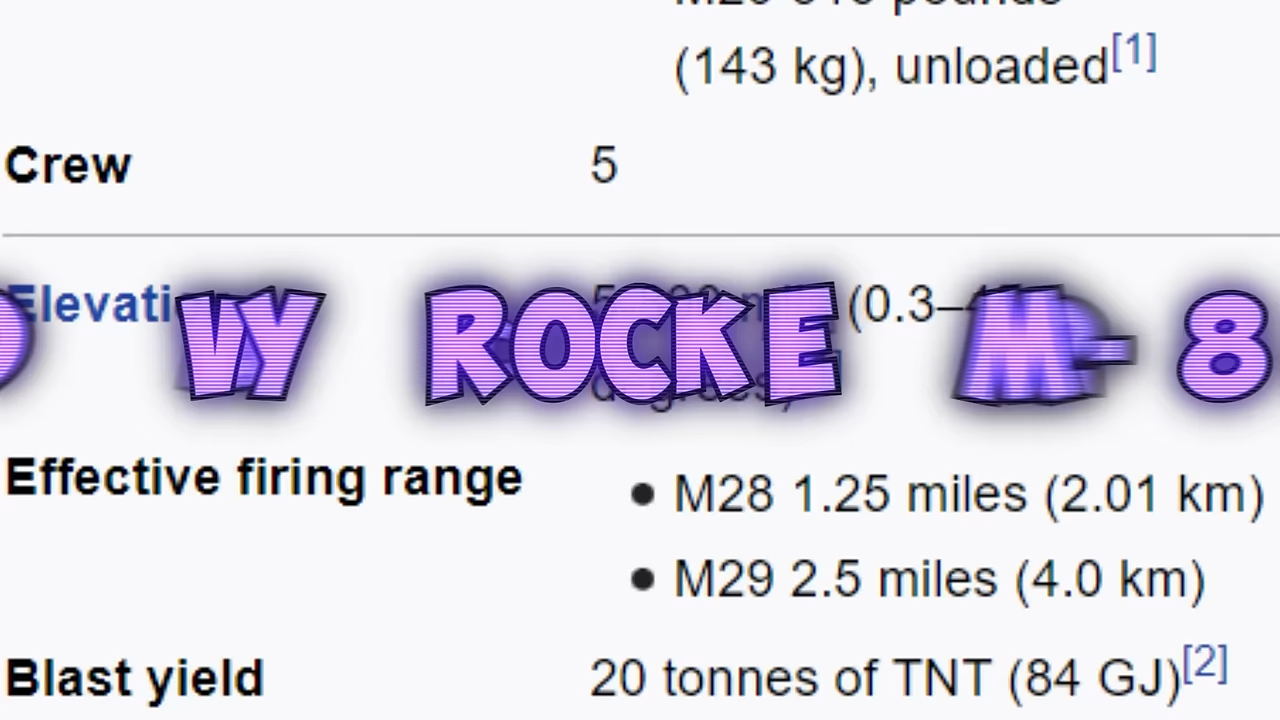 (143 kg), unloaded[1]
Crew 5
VY ROCKE M- 8
(0.3–
Effective firing range
• M28 1.25 miles (2.01 km)
• M29 2.5 miles (4.0 km)
Blast yield 20 tonnes of TNT (84 GJ)[2]